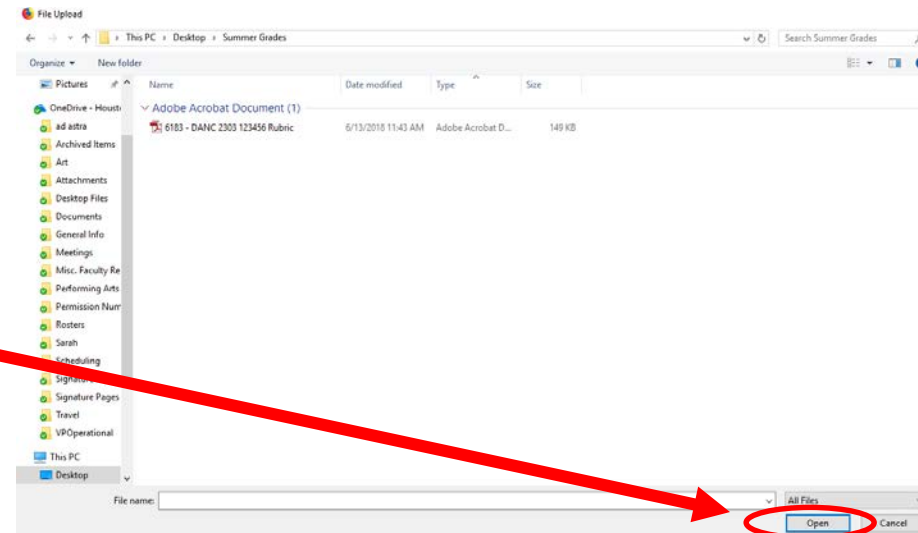 File Upload
This PC › Desktop › Summer Grades
Search Summer Grades
Organize
New folder
Pictures
Name
Date modified
Type
Size
OneDrive - Houst
Adobe Acrobat Document (1)
ad astra
6183 - DANC 2303 123456 Rubric
6/13/2018 11:43 AM
Adobe Acrobat D...
149 KB
Archived Items
Art
Attachments
Desktop Files
Documents
General Info
Meetings
Misc. Faculty Re
Performing Arts
Permission Num
Rosters
Sarah
Scheduling
Signature Pages
Travel
VPOperational
This PC
Desktop
File name:
All Files
Open
Cancel